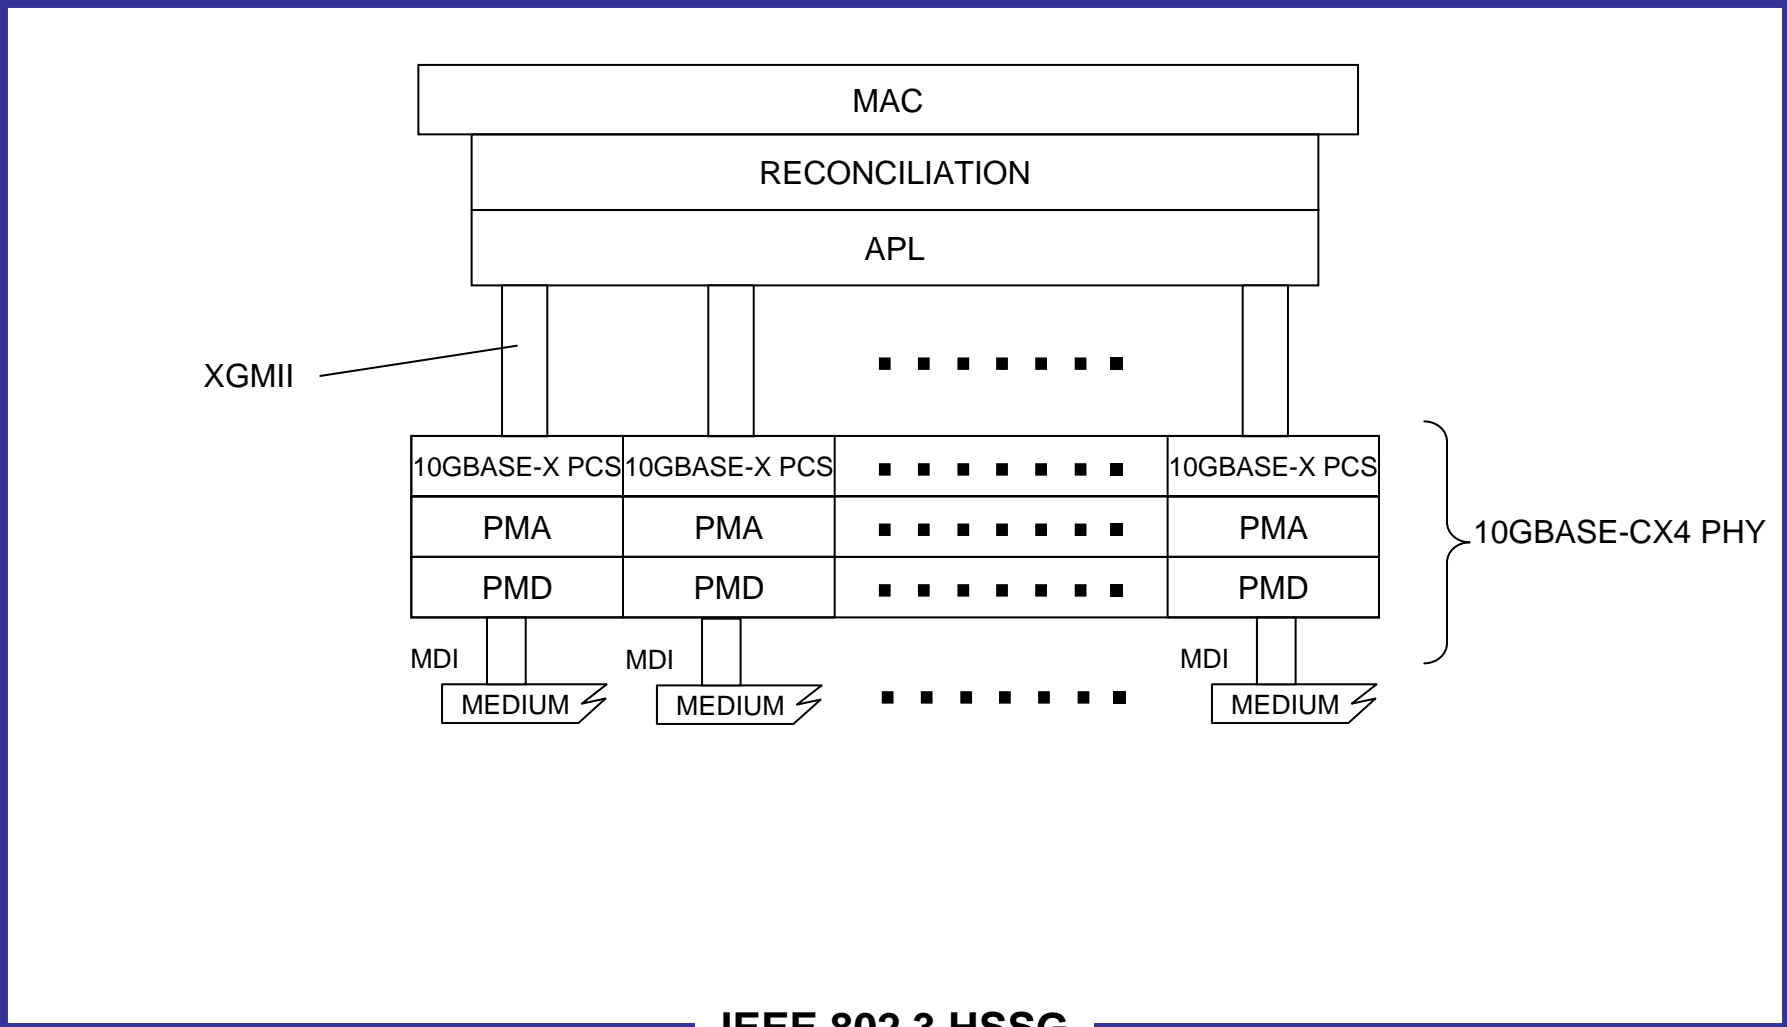 MAC
RECONCILIATION
APL
XGMII
10GBASE-X PCS 10GBASE-X PCS 10GBASE-X PCS
PMA PMA PMA
10GBASE-CX4 PHY
PMD PMD PMD
MDI MDI MDI
MEDIUM MEDIUM MEDIUM
IEEE 802.3 HSSG